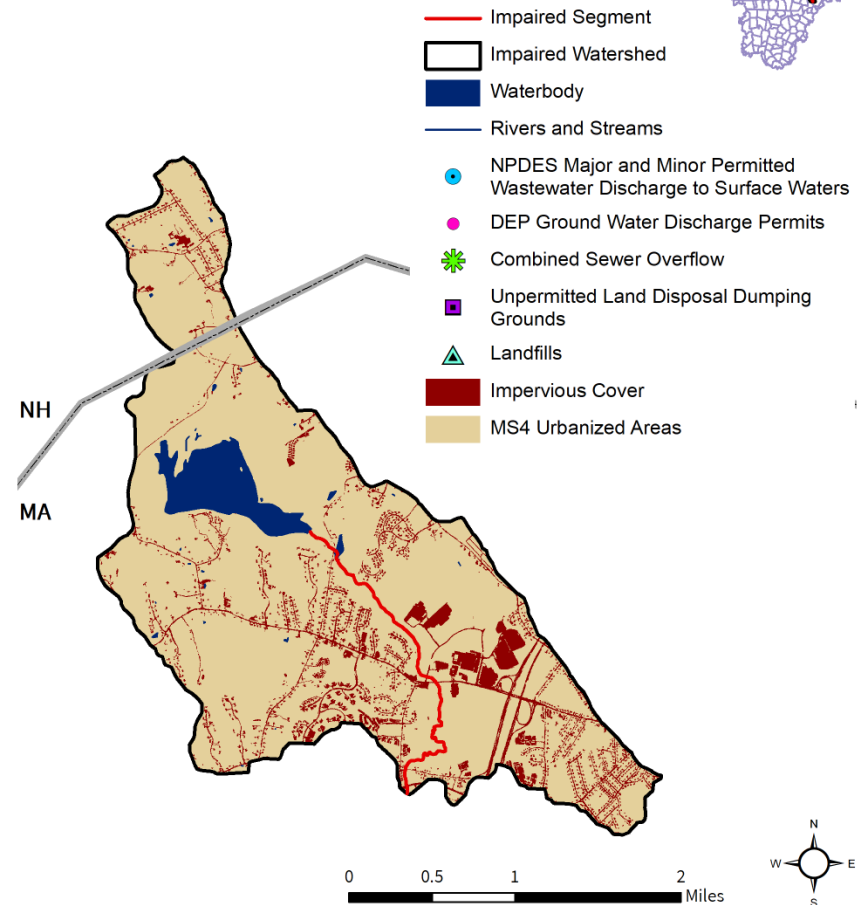 Impaired Segment
Impaired Watershed
Waterbody
Rivers and Streams
NPDES Major and Minor Permitted
Wastewater Discharge to Surface Waters
DEP Ground Water Discharge Permits
Combined Sewer Overflow
Unpermitted Land Disposal Dumping
Grounds
Landfills
Impervious Cover
MS4 Urbanized Areas
NH
MA
N
W E
S
0 0.5 1 2
Miles